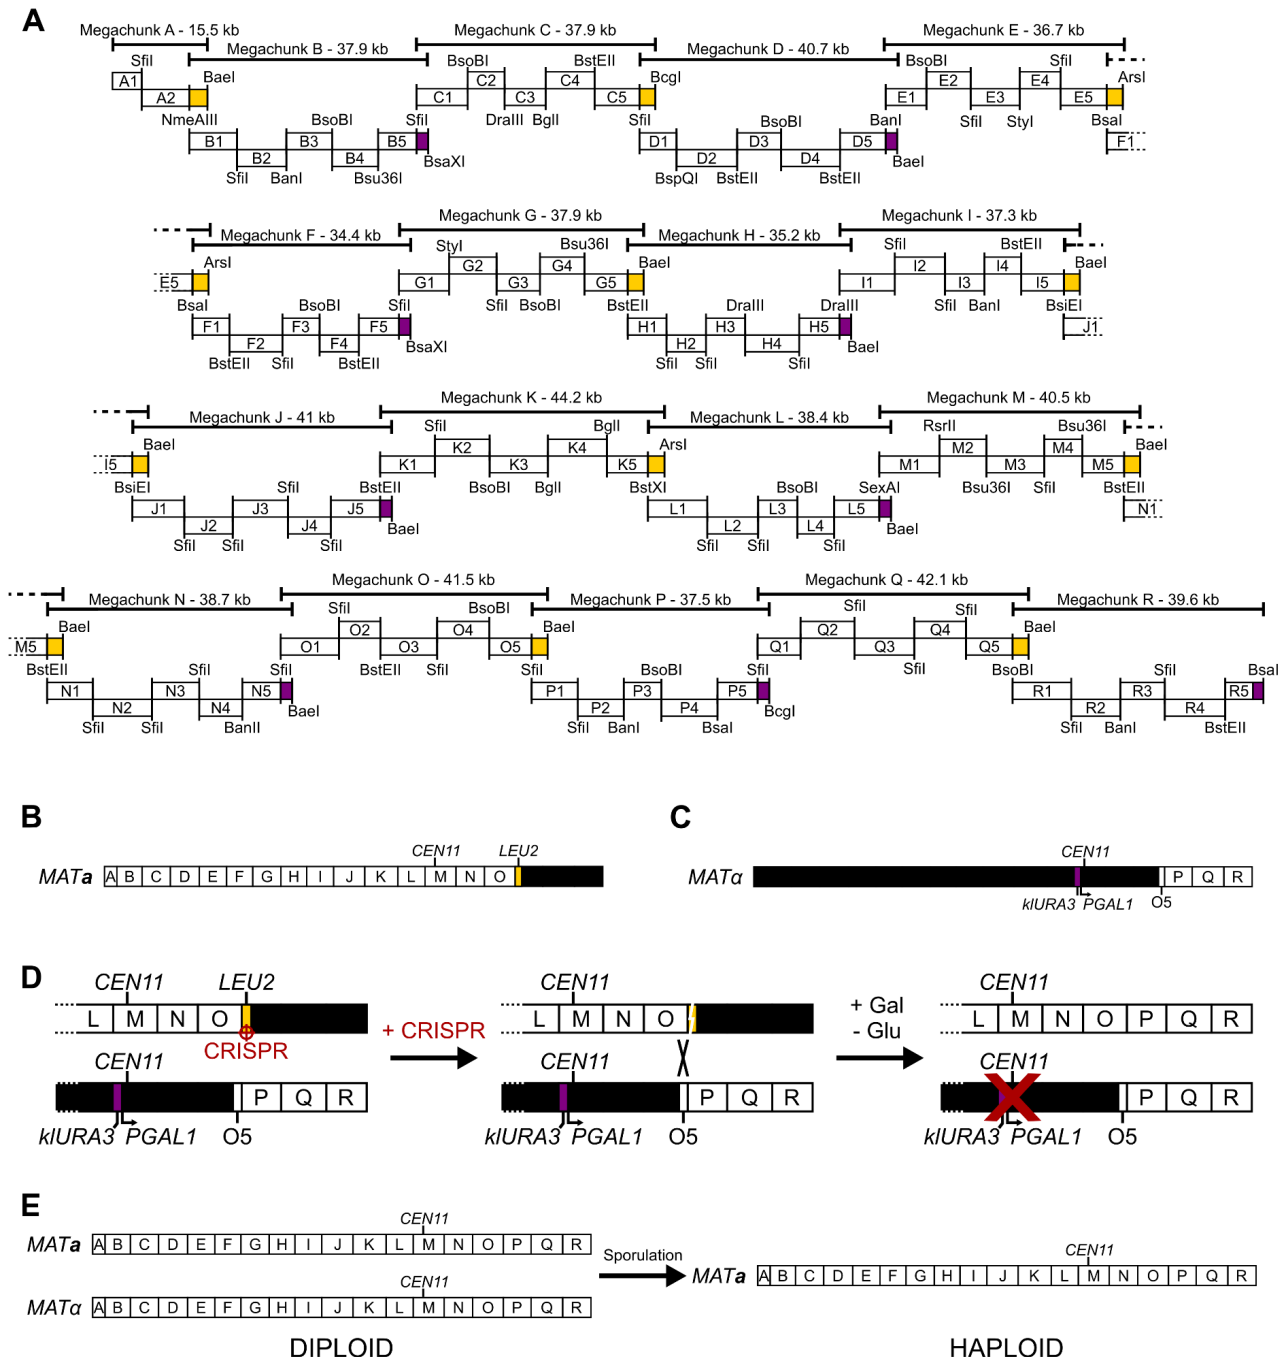 A
Megachunk A - 15.5 kb
Megachunk B - 37.9 kb
Megachunk C - 37.9 kb
Megachunk D - 40.7 kb
Megachunk E - 36.7 kb
SfiI
BaeI
BsoBI
BstEII
BcgI
BsoBI
SfiI
ArsI
A1
A2
C1
C2
C3
C4
C5
E1
E2
E3
E4
E5
NmeAIII
BsoBI
SfiI
DraIII
BglI
SfiI
BsoBI
BanI
SfiI
StyI
BsaI
B1
B2
B3
B4
B5
D1
D2
D3
D4
D5
F1
SfiI
BanI
Bsu36I
BsaXI
BspQI
BstEII
BstEII
BaeI
Megachunk F - 34.4 kb
Megachunk G - 37.9 kb
Megachunk H - 35.2 kb
Megachunk I - 37.3 kb
ArsI
StyI
Bsu36I
BaeI
SfiI
BstEII
BaeI
E5
G1
G2
G3
G4
G5
I1
I2
I3
I4
I5
BsaI
BsoBI
SfiI
SfiI
BsoBI
BstEII
DraIII
DraIII
SfiI
BanI
BsiEI
F1
F2
F3
F4
F5
H1
H2
H3
H4
H5
J1
BstEII
SfiI
BstEII
BsaXI
SfiI
SfiI
SfiI
BaeI
Megachunk J - 41 kb
Megachunk K - 44.2 kb
Megachunk L - 38.4 kb
Megachunk M - 40.5 kb
BaeI
SfiI
BglI
ArsI
RsrII
Bsu36I
BaeI
I5
K1
K2
K3
K4
K5
M1
M2
M3
M4
M5
BsiEI
SfiI
BstEII
BsoBI
BglI
BstXI
BsoBI
SexAI
Bsu36I
SfiI
BstEII
J1
J2
J3
J4
J5
L1
L2
L3
L4
L5
N1
SfiI
SfiI
SfiI
BaeI
SfiI
SfiI
SfiI
BaeI
Megachunk N - 38.7 kb
Megachunk O - 41.5 kb
Megachunk P - 37.5 kb
Megachunk Q - 42.1 kb
Megachunk R - 39.6 kb
BaeI
SfiI
BsoBI
BaeI
SfiI
SfiI
BaeI
M5
O1
O2
O3
O4
O5
Q1
Q2
Q3
Q4
Q5
BstEII
SfiI
SfiI
BstEII
SfiI
SfiI
BsoBI
SfiI
SfiI
BsoBI
SfiI
BsaI
N1
N2
N3
N4
N5
P1
P2
P3
P4
P5
R1
R2
R3
R4
R5
SfiI
SfiI
BanII
BaeI
SfiI
BanI
BsaI
BcgI
SfiI
BanI
BstEII
B
CEN11 LEU2
MATa A B C D E F G H I J K L M N O
C
CEN11
MATα P Q R
klURA3 PGAL1 O5
D
CEN11 LEU2
L M N O
CRISPR
CEN11
P Q R
klURA3 PGAL1 O5
+ CRISPR
CEN11
L M N O
CEN11
P Q R
klURA3 PGAL1 O5
+ Gal
- Glu
CEN11
L M N O P Q R
CEN11
P Q R
klURA3 PGAL1 O5
E
CEN11
MATa A B C D E F G H I J K L M N O P Q R
CEN11
MATα A B C D E F G H I J K L M N O P Q R
DIPLOID
Sporulation
CEN11
MATa A B C D E F G H I J K L M N O P Q R
HAPLOID